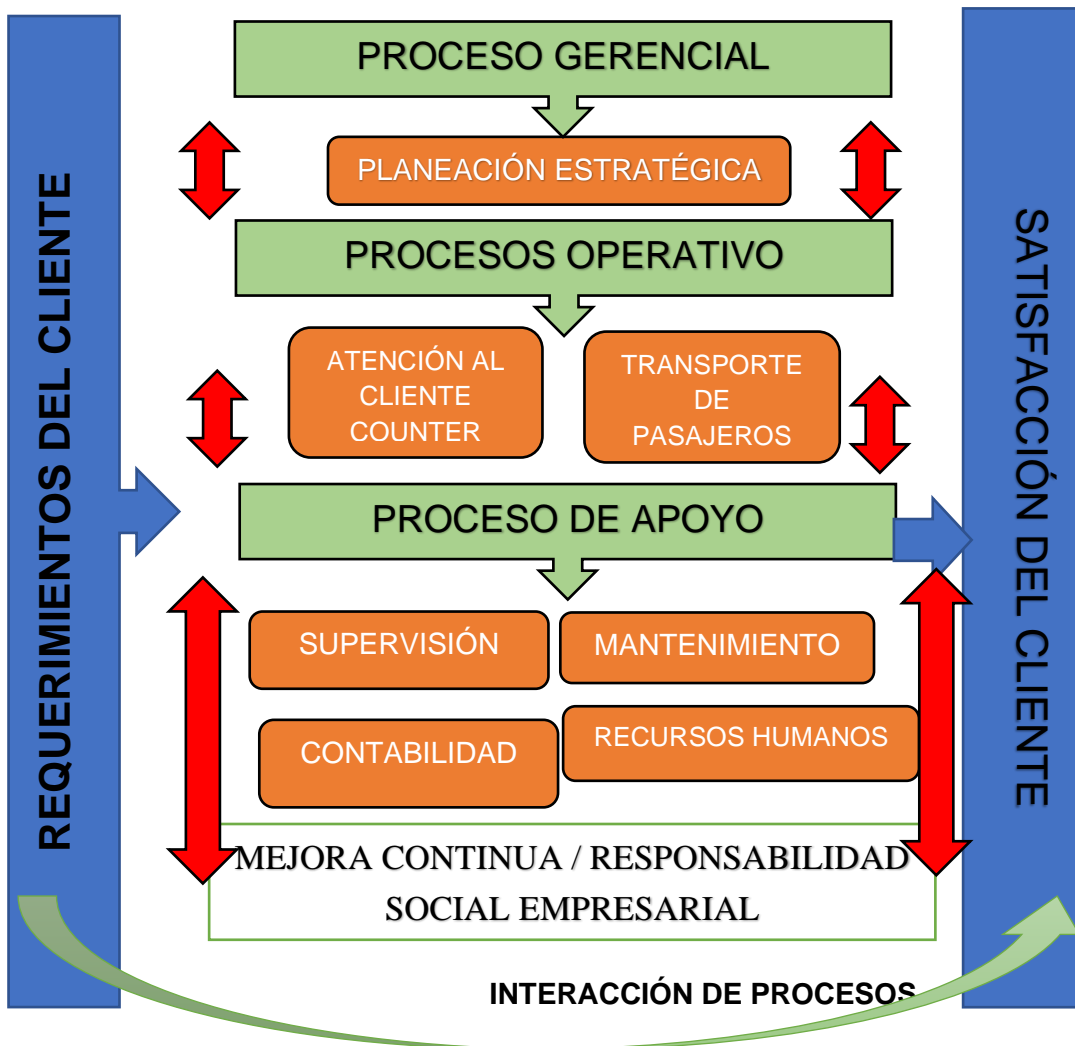 REQUERIMIENTOS DEL CLIENTE
PROCESO GERENCIAL
PLANEACIÓN ESTRATÉGICA
PROCESOS OPERATIVO
ATENCIÓN AL
CLIENTE
COUNTER
TRANSPORTE
DE
PASAJEROS
PROCESO DE APOYO
SUPERVISIÓN
MANTENIMIENTO
CONTABILIDAD
RECURSOS HUMANOS
MEJORA CONTINUA / RESPONSABILIDAD
SOCIAL EMPRESARIAL
INTERACCIÓN DE PROCESOS
SATISFACCIÓN DEL CLIENTE